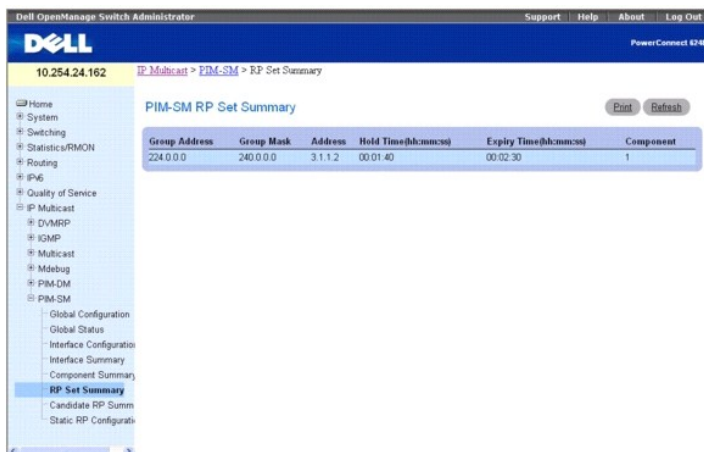 Dell OpenManage Switch Administrator
Support Help About Log Out
DELL
PowerConnect
10.254.24.162
IP Multicast > PIM-SM > RP Set Summary
Home
System
Switching
Statistics/RMON
Routing
IPv6
Quality of Service
IP Multicast
DVMRP
IGMP
Multicast
Mdebug
PIM-DM
PIM-SM
Global Configuration
Global Status
Interface Configuration
Interface Summary
Component Summary
RP Set Summary
Candidate RP Summ
Static RP Configurati
PIM-SM RP Set Summary
Print Refresh
Group Address Group Mask Address Hold Time(hh:mm:ss) Expiry Time(hh:mm:ss) Component
224.0.0.0 240.0.0.0 3.1.1.2 00:01:40 00:02:30 1